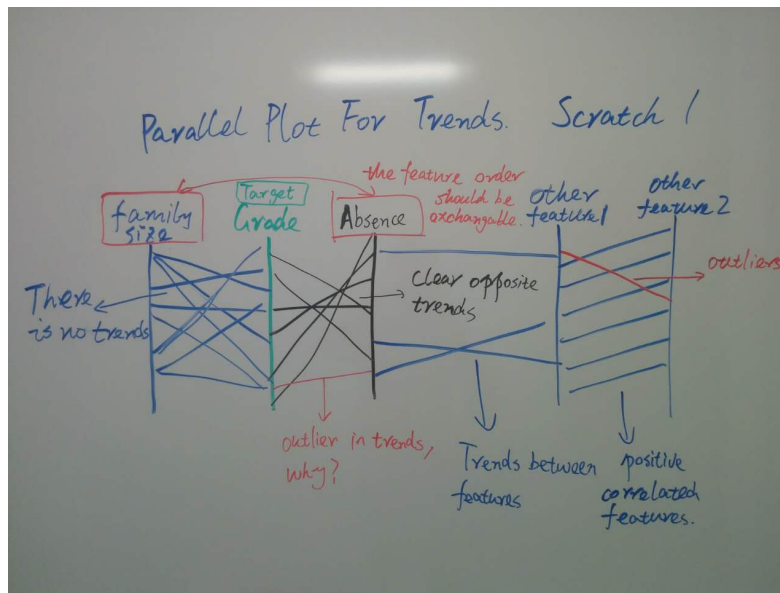 Parallel Plot For Trends. Scratch 1
the feature order
should be
exchangable.
family
size
Target
Grade
Absence
other
feature1
other
feature 2
There
is no trends
clear opposite
trends
outliers
outlier in trends,
why?
Trends between
features
positive
correlated
features.